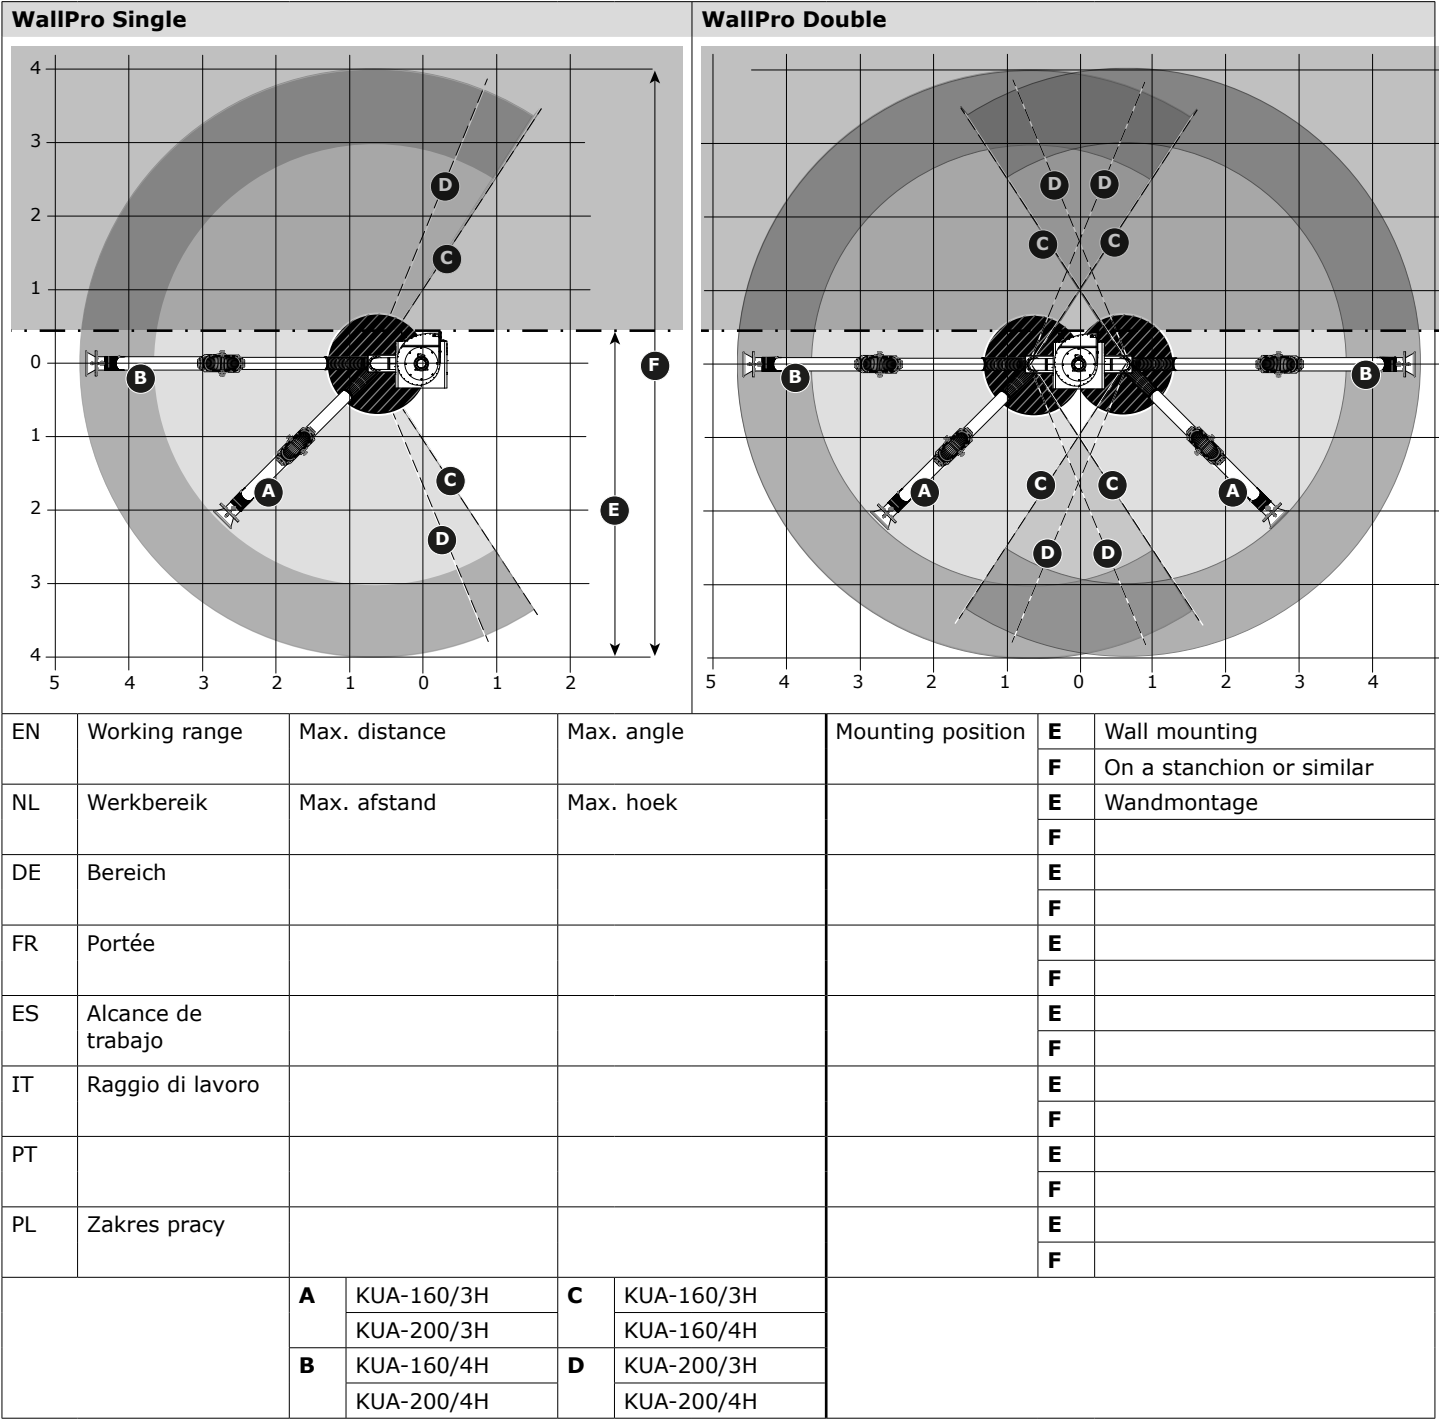 WallPro Single
WallPro Double
4
3
2
1
0
1
2
3
4
5 4 3 2 1 0 1 2
D
C
B
A
C
D
F
E
5 4 3 2 1 0 1 2 3 4
D D
C C
B B
A A
C C
D D
EN Working range Max. distance Max. angle Mounting position E Wall mounting
F On a stanchion or similar
NL Werkbereik Max. afstand Max. hoek E Wandmontage
F
DE Bereich E
F
FR Portée E
F
ES Alcance de E
trabajo
F
IT Raggio di lavoro E
F
PT E
F
PL Zakres pracy E
F
A KUA-160/3H C KUA-160/3H
KUA-200/3H KUA-160/4H
B KUA-160/4H D KUA-200/3H
KUA-200/4H KUA-200/4H